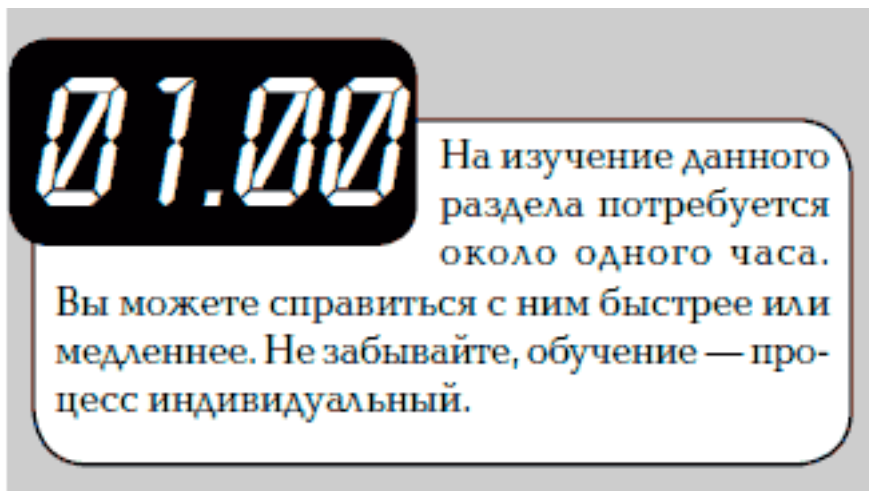 01.00
На изучение данного
раздела потребуется
около одного часа.
Вы можете справиться с ним быстрее или
медленнее. Не забывайте, обучение — про-
цесс индивидуальный.